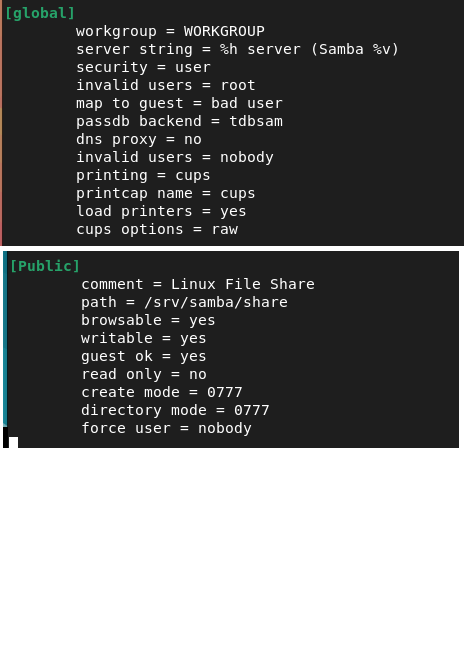 [global]
workgroup = WORKGROUP
server string = %h server (Samba %v)
security = user
invalid users = root
map to guest = bad user
passdb backend = tdbsam
dns proxy = no
invalid users = nobody
printing = cups
printcap name = cups
load printers = yes
cups options = raw
[Public]
comment = Linux File Share
path = /srv/samba/share
browsable = yes
writable = yes
guest ok = yes
read only = no
create mode = 0777
directory mode = 0777
force user = nobody